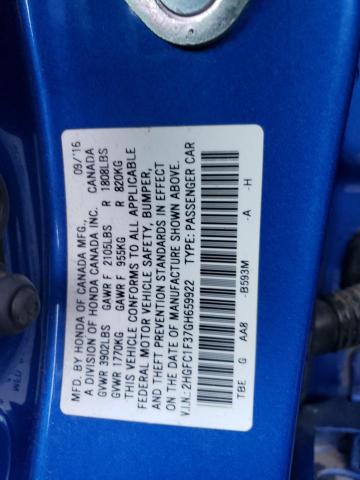 MFD. BY HONDA OF CANADA MFG., 09/'16
A DIVISION OF HONDA CANADA INC. CANADA
GVWR 3902LBS GAWR F 2105LBS R 1808LBS
GVWR 1770KG GAWR F 955KG R 820KG
THIS VEHICLE CONFORMS TO ALL APPLICABLE
FEDERAL MOTOR VEHICLE SAFETY, BUMPER,
AND THEFT PREVENTION STANDARDS IN EFFECT
ON THE DATE OF MANUFACTURE SHOWN ABOVE.
V.I.N.: 2HGFC1F37GH659922 TYPE: PASSENGER CAR
TBE G AA8 -B593M -A -H